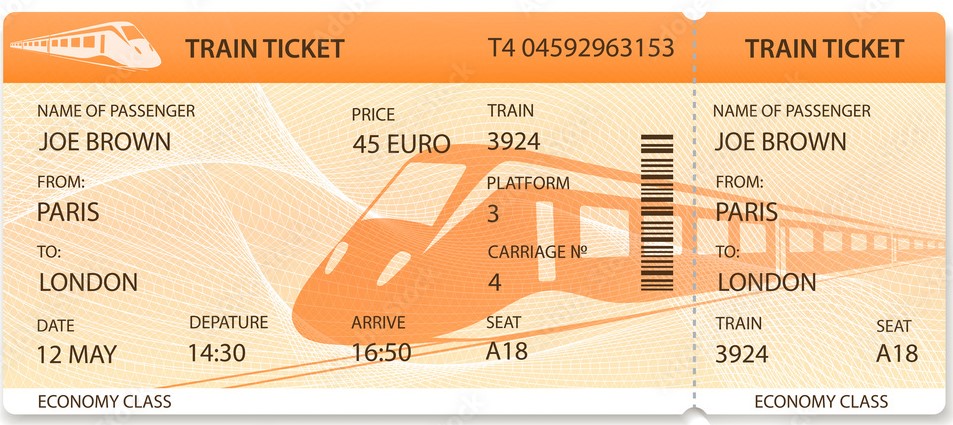 TRAIN TICKET
T4 04592963153
TRAIN TICKET
NAME OF PASSENGER
JOE BROWN
PRICE
45 EURO
TRAIN
3924
FROM:
PARIS
PLATFORM
3
TO:
LONDON
CARRIAGE Nº
4
DATE
12 MAY
DEPATURE
14:30
ARRIVE
16:50
SEAT
A18
ECONOMY CLASS
NAME OF PASSENGER
JOE BROWN
FROM:
PARIS
TO:
LONDON
TRAIN
3924
SEAT
A18
ECONOMY CLASS